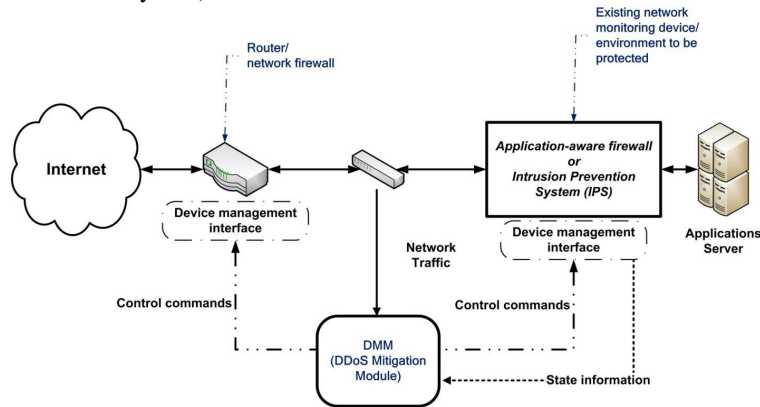 Existing network
monitoring device/
environment to be
protected
Router/
network firewall
Internet
Application-aware firewall
or
Intrusion Prevention
System (IPS)
Device management
interface
Device management
interface
Applications
Server
Network
Traffic
Control commands
Control commands
DMM
(DDoS Mitigation
Module)
State information